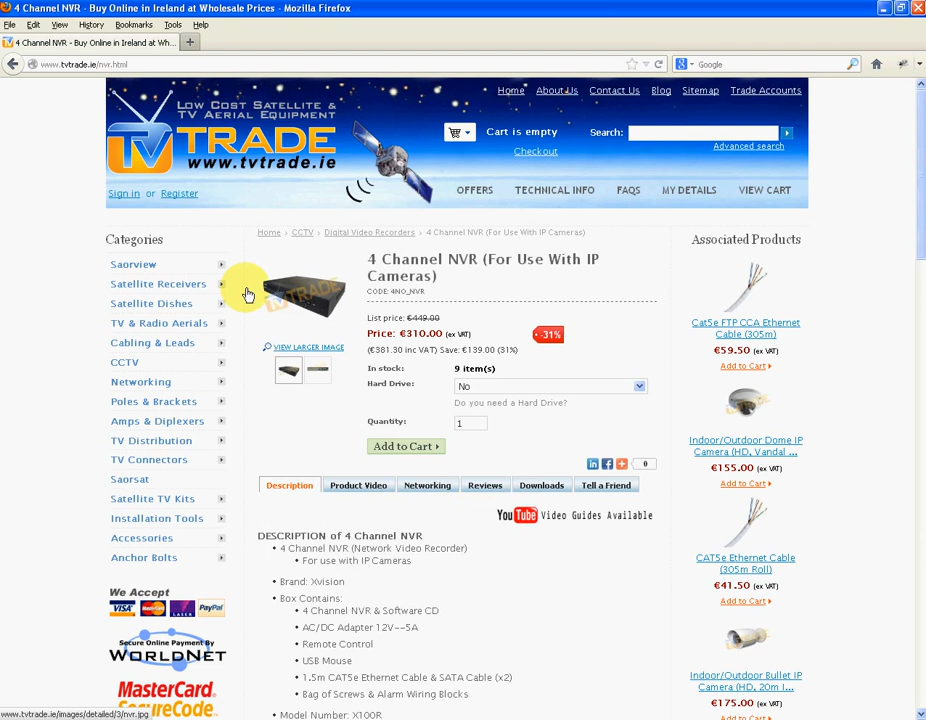 4 Channel NVR - Buy Online in Ireland at Wholesale Prices - Mozilla Firefox
File Edit View History Bookmarks Tools Help
4 Channel NVR - Buy Online in Ireland at Wh...
www.tvtrade.ie/nvr.html
Google
Home About Us Contact Us Blog Sitemap Trade Accounts
LOW COST SATELLITE &
TV AERIAL EQUIPMENT
TV TRADE
www.tvtrade.ie
Cart is empty
Checkout
Search:
Advanced search
Sign in or Register
OFFERS TECHNICAL INFO FAQS MY DETAILS VIEW CART
Categories
Saorview
Satellite Receivers
Satellite Dishes
TV & Radio Aerials
Cabling & Leads
CCTV
Networking
Poles & Brackets
Amps & Diplexers
TV Distribution
TV Connectors
Saorsat
Satellite TV Kits
Installation Tools
Accessories
Anchor Bolts
We Accept
VISA MasterCard LASER PayPal
Secure Online Payment By
WORLDNET
MasterCard
SecureCode
Home › CCTV › Digital Video Recorders › 4 Channel NVR (For Use With IP Cameras)
TVTRADE
VIEW LARGER IMAGE
4 Channel NVR (For Use With IP
Cameras)
CODE: 4NO_NVR
List price: €449.00
Price: €310.00 (ex VAT)
-31%
(€381.30 inc VAT) Save: €139.00 (31%)
In stock: 9 item(s)
Hard Drive: No
Do you need a Hard Drive?
Quantity: 1
Add to Cart
0
Description Product Video Networking Reviews Downloads Tell a Friend
YouTube Video Guides Available
DESCRIPTION of 4 Channel NVR
• 4 Channel NVR (Network Video Recorder)
• For use with IP Cameras
• Brand: Xvision
• Box Contains:
• 4 Channel NVR & Software CD
• AC/DC Adapter 12V--5A
• Remote Control
• USB Mouse
• 1.5m CAT5e Ethernet Cable & SATA Cable (x2)
• Bag of Screws & Alarm Wiring Blocks
• Model Number: X100R
Associated Products
Cat5e FTP CCA Ethernet
Cable (305m)
€59.50 (ex VAT)
Add to Cart
Indoor/Outdoor Dome IP
Camera (HD, Vandal ...
€155.00 (ex VAT)
Add to Cart
CAT5e Ethernet Cable
(305m Roll)
€41.50 (ex VAT)
Add to Cart
Indoor/Outdoor Bullet IP
Camera (HD, 20m I ...
€175.00 (ex VAT)
Add to Cart
www.tvtrade.ie/images/detailed/3/nvr.jpg